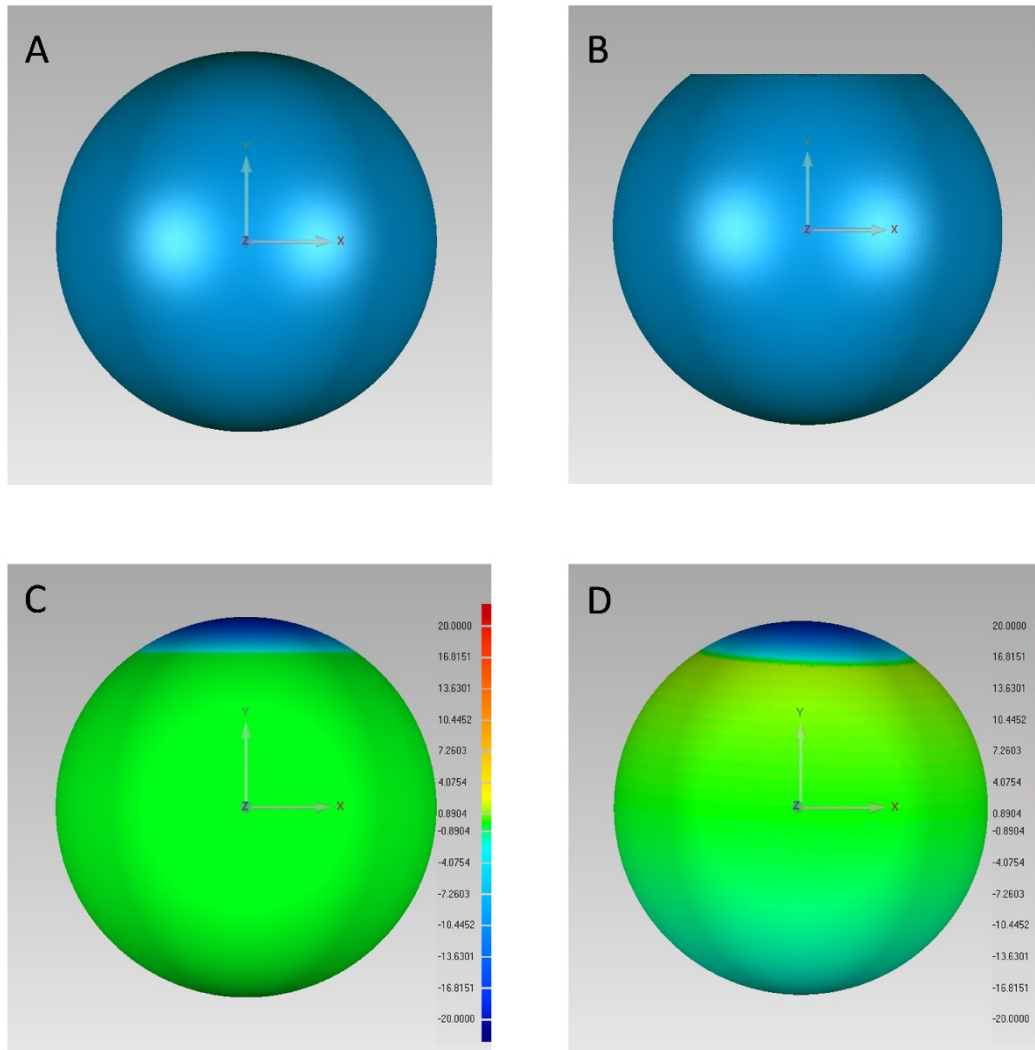 A
B
Y
Z
X
Y
Z
X
C
D
20.0000
16.8151
13.6301
10.4452
7.2603
4.0754
0.8904
-0.8904
-4.0754
-7.2603
-10.4452
-13.6301
-16.8151
-20.0000
Y
Z
X
20.0000
16.8151
13.6301
10.4452
7.2603
4.0754
0.8904
-0.8904
-4.0754
-7.2603
-10.4452
-13.6301
-16.8151
-20.0000
Y
Z
X